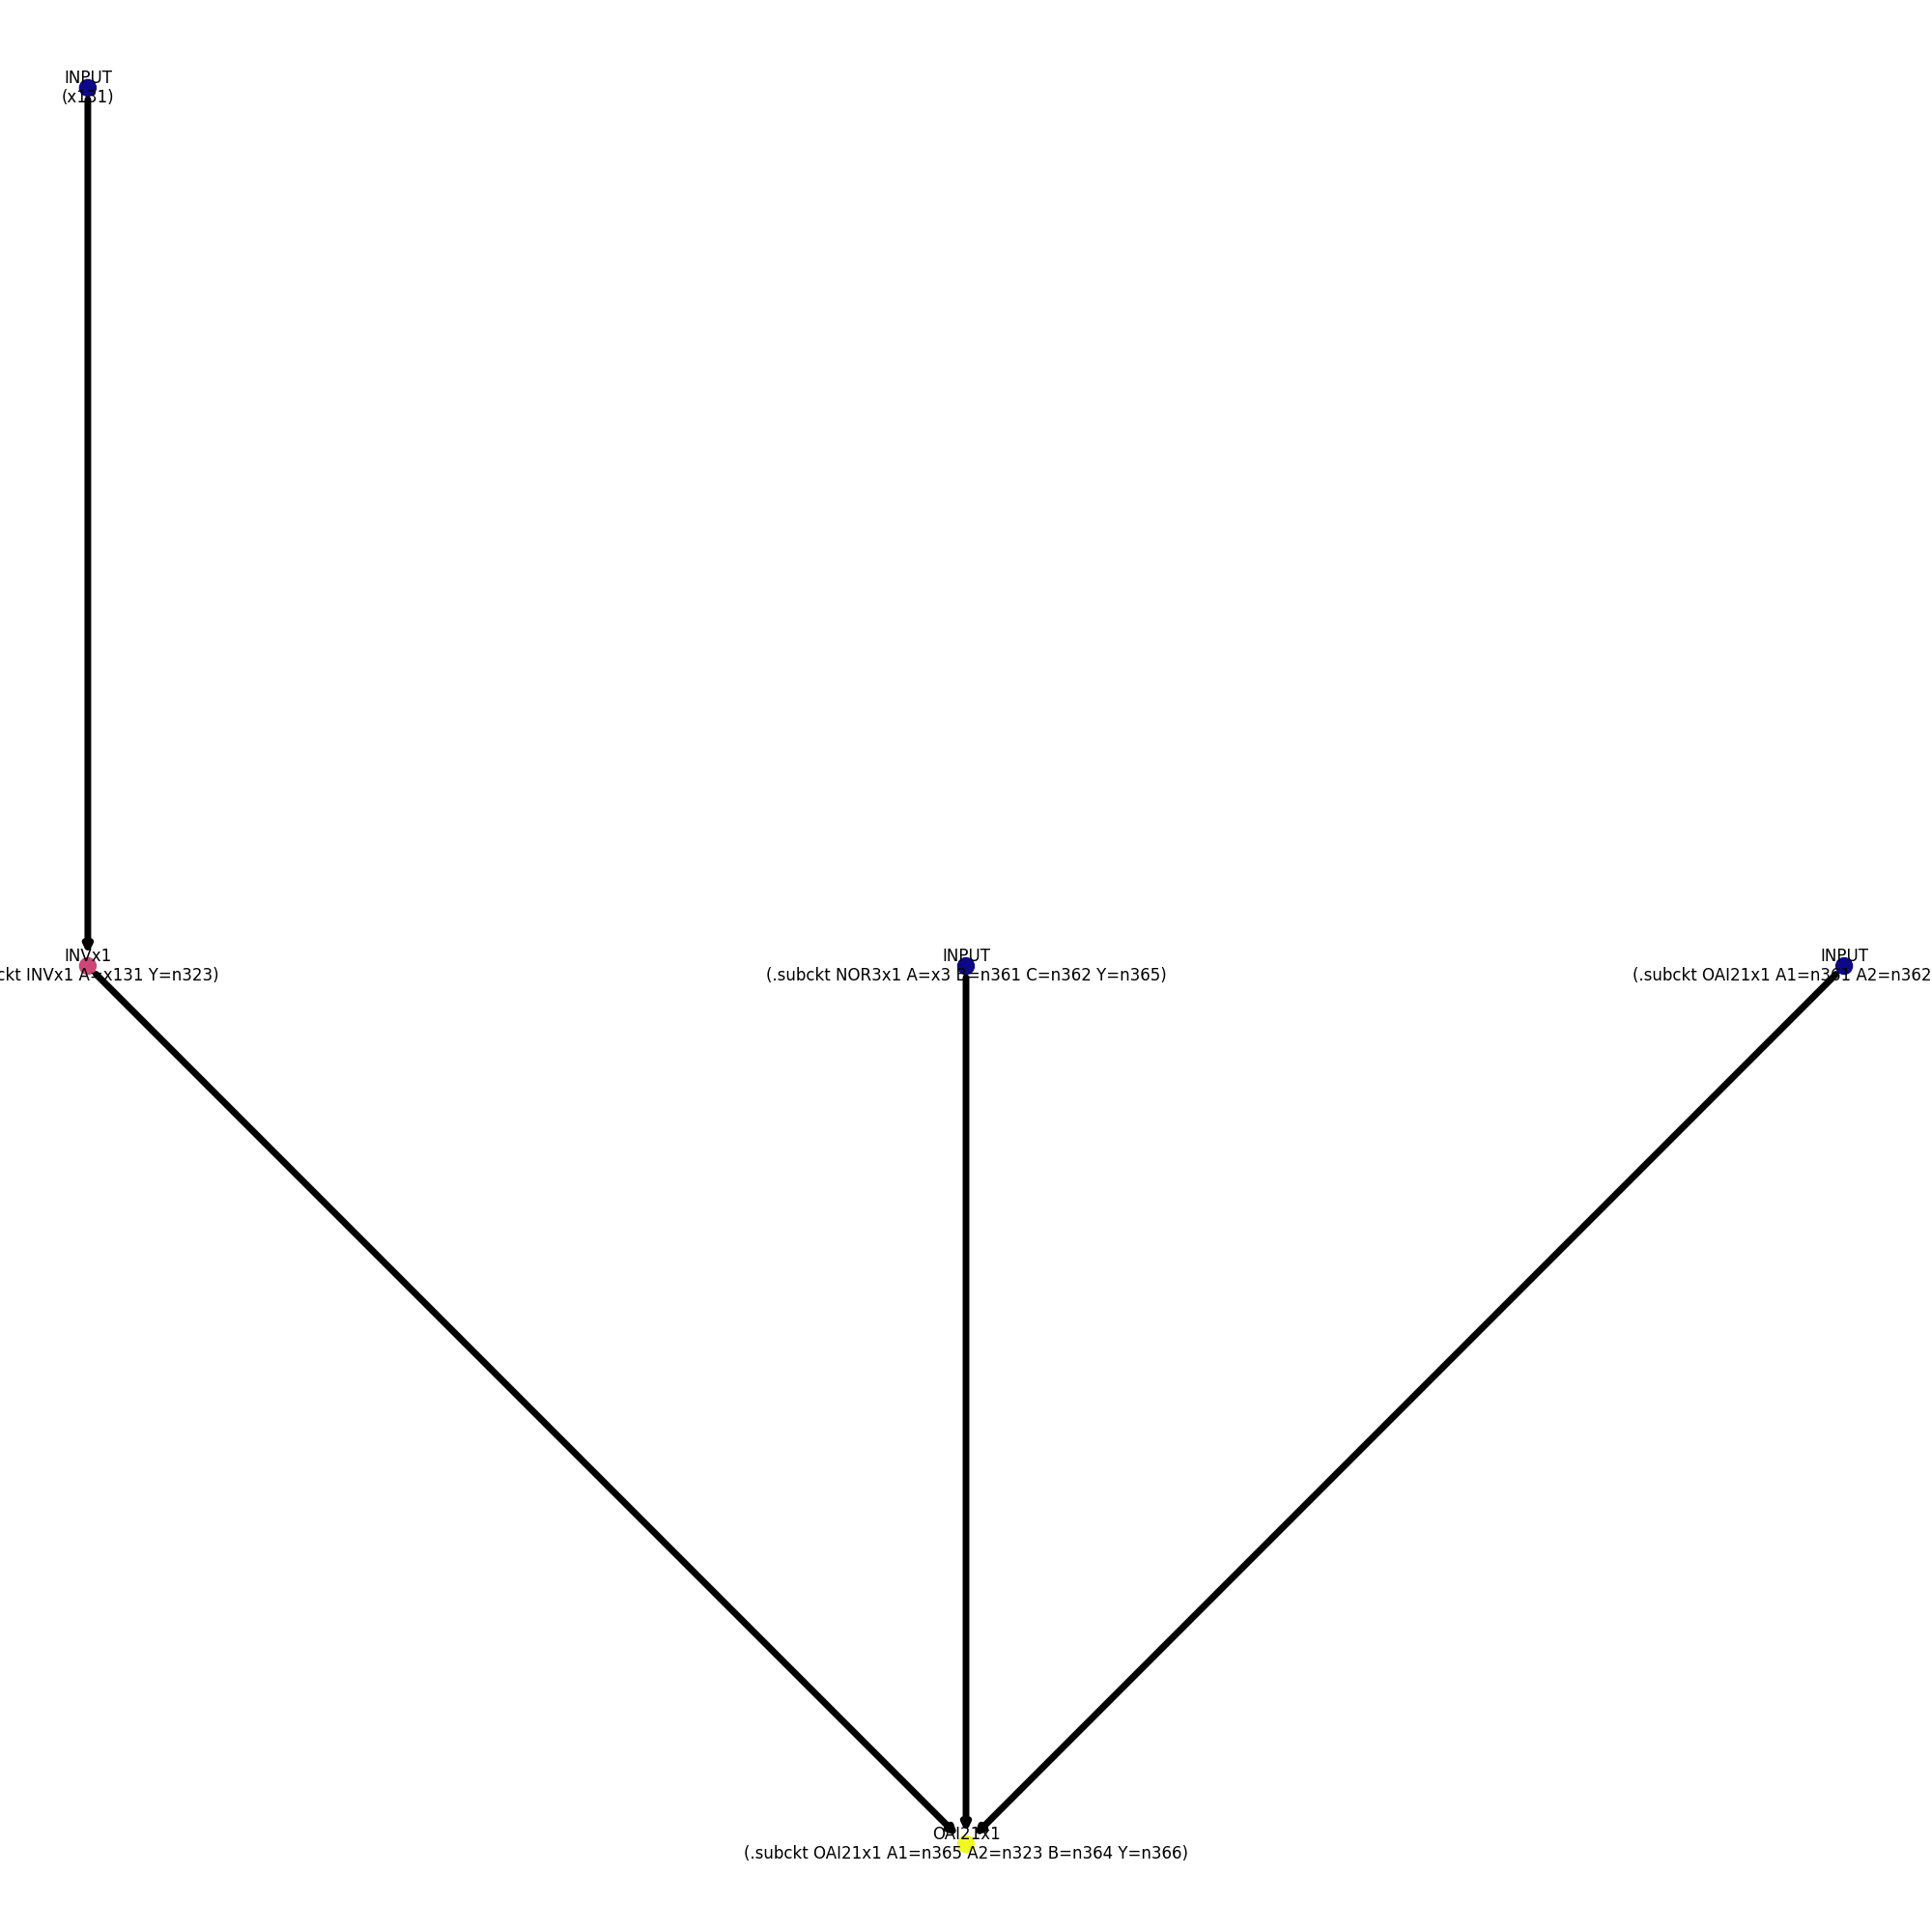 INPUT
(x131)
INVx1
ckt INVx1 A=x131 Y=n323)
INPUT
(.subckt NOR3x1 A=x3 B=n361 C=n362 Y=n365)
INPUT
(.subckt OAI21x1 A1=n361 A2=n362
OAI21x1
(.subckt OAI21x1 A1=n365 A2=n323 B=n364 Y=n366)